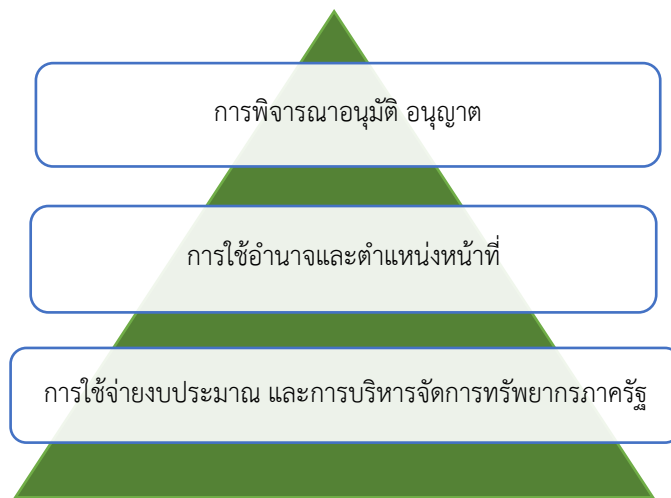 การพิจารณาอนุมัติ อนุญาต
การใช้อำนาจและตำแหน่งหน้าที่
การใช้จ่ายงบประมาณ และการบริหารจัดการทรัพยากรภาครัฐ